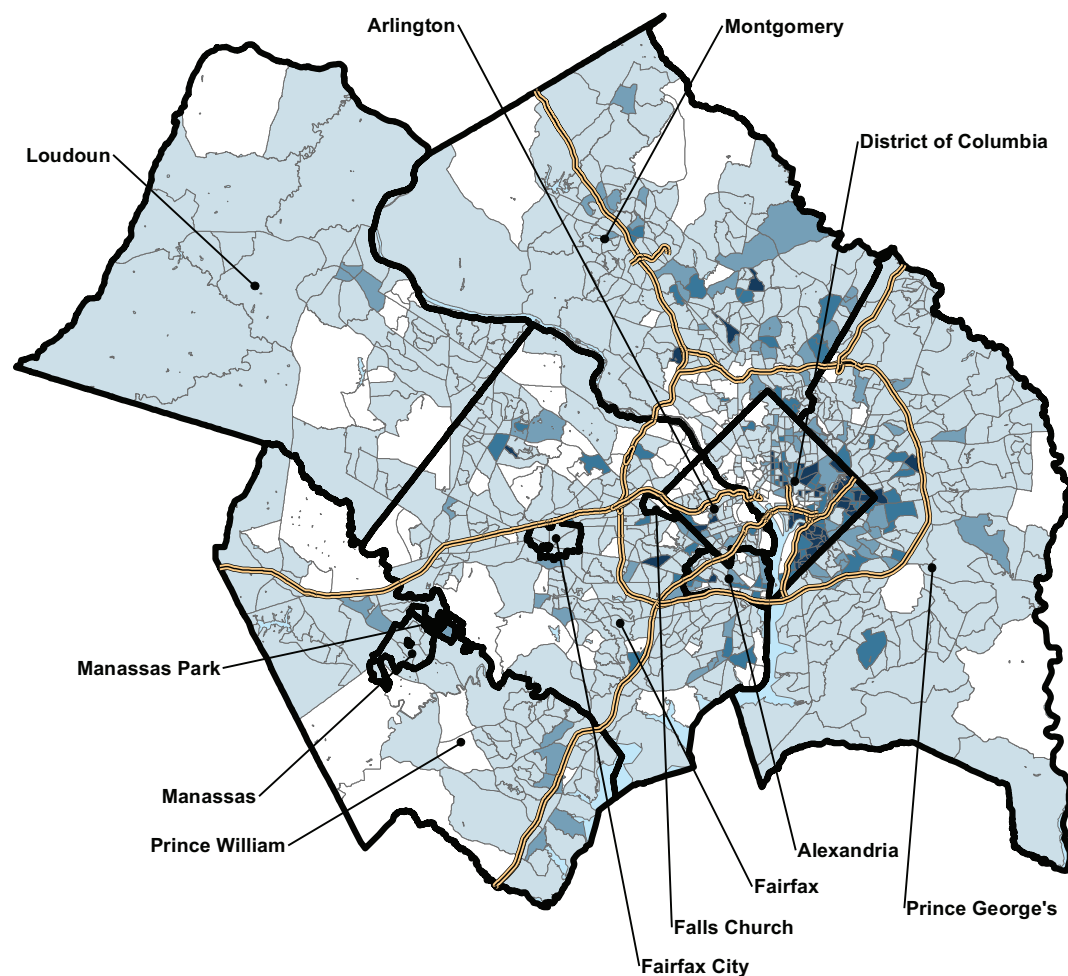 Arlington
Montgomery
District of Columbia
Loudoun
Manassas Park
Manassas
Prince William
Alexandria
Fairfax
Prince George's
Falls Church
Fairfax City